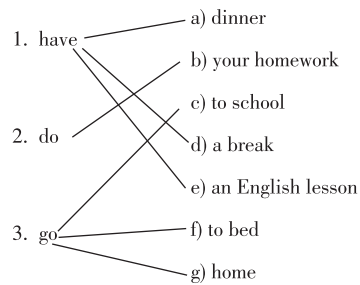 a) dinner
1. have
b) your homework
c) to school
2. do
d) a break
e) an English lesson
3. go
f) to bed
g) home